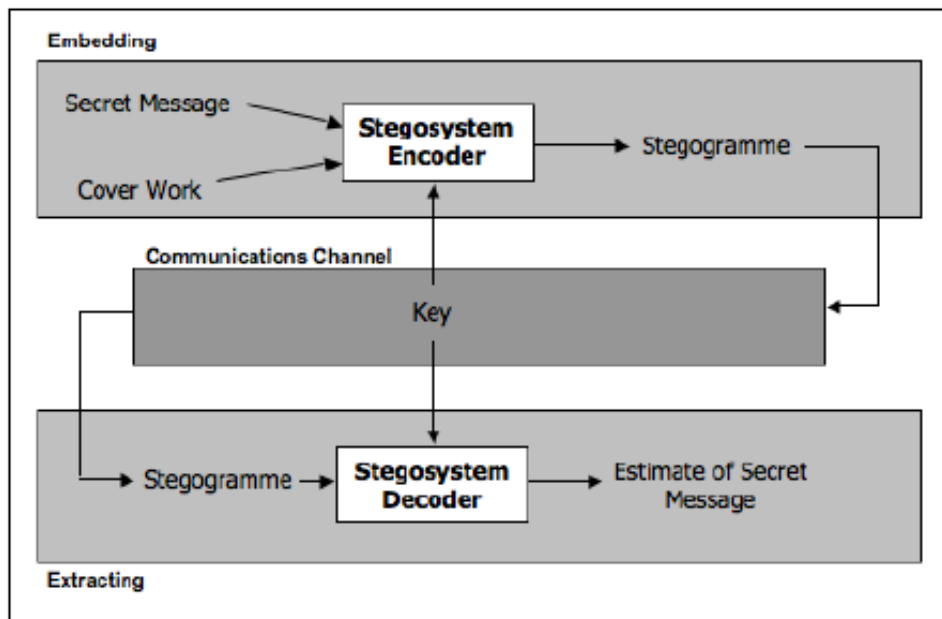 Embedding
Secret Message
Stegosystem
Encoder
Stegogramme
Cover Work
Communications Channel
Key
Stegogramme
Stegosystem
Decoder
Estimate of Secret
Message
Extracting